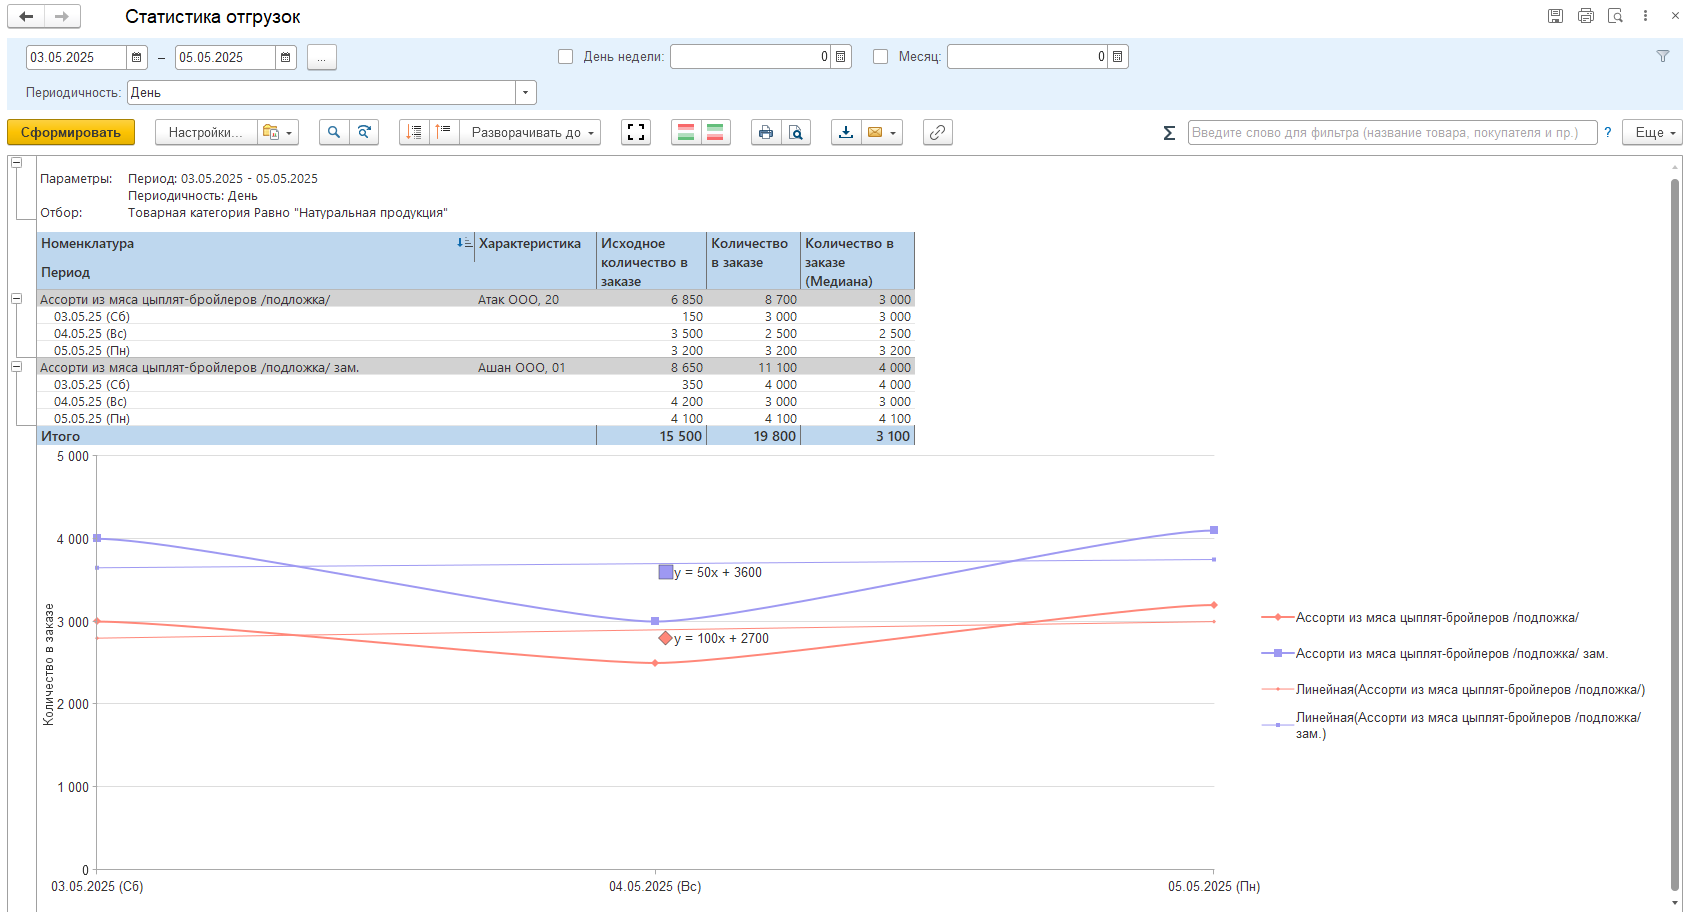 Статистика отгрузок
03.05.2025 – 05.05.2025 ... День недели: 0 Месяц: 0
Периодичность: День
Сформировать Настройки... Разворачивать до Σ Введите слово для фильтра (название товара, покупателя и пр.) ? Еще
Параметры: Период: 03.05.2025 - 05.05.2025
Периодичность: День
Отбор: Товарная категория Равно "Натуральная продукция"
Номенклатура Характеристика Исходное количество в заказе Количество в заказе Количество в заказе (Медиана)
Период
Ассорти из мяса цыплят-бройлеров /подложка/ Атак ООО, 20 6 850 8 700 3 000
03.05.25 (Сб) 150 3 000 3 000
04.05.25 (Вс) 3 500 2 500 2 500
05.05.25 (Пн) 3 200 3 200 3 200
Ассорти из мяса цыплят-бройлеров /подложка/ зам. Ашан ООО, 01 8 650 11 100 4 000
03.05.25 (Сб) 350 4 000 4 000
04.05.25 (Вс) 4 200 3 000 3 000
05.05.25 (Пн) 4 100 4 100 4 100
Итого 15 500 19 800 3 100
5 000
4 000
3 000
2 000
1 000
0
Количество в заказе
y = 50x + 3600
y = 100x + 2700
03.05.2025 (Сб) 04.05.2025 (Вс) 05.05.2025 (Пн)
Ассорти из мяса цыплят-бройлеров /подложка/
Ассорти из мяса цыплят-бройлеров /подложка/ зам.
Линейная(Ассорти из мяса цыплят-бройлеров /подложка/)
Линейная(Ассорти из мяса цыплят-бройлеров /подложка/
зам.)